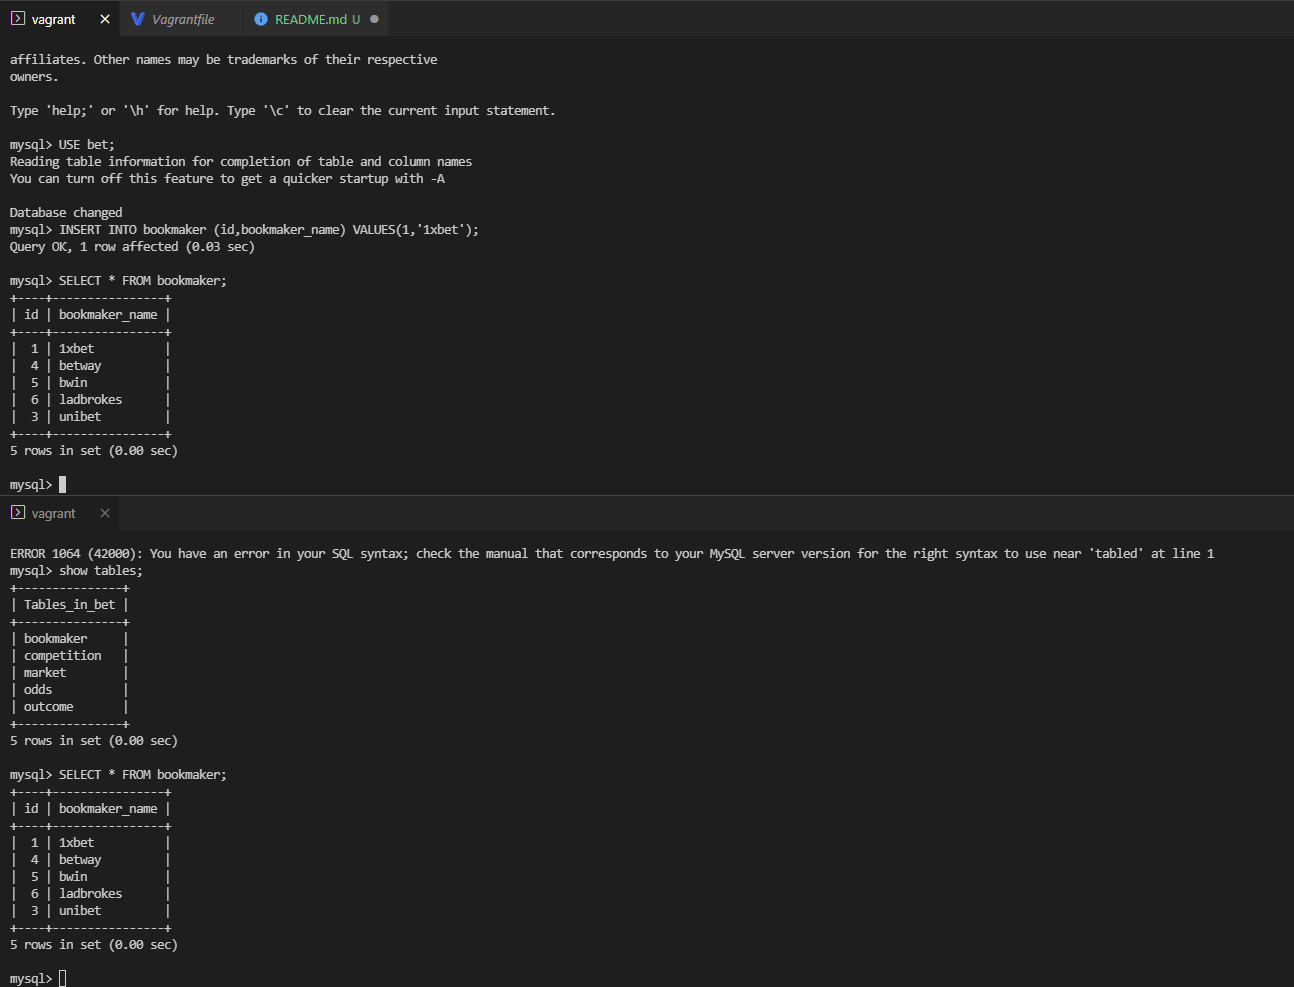 vagrant Vagrantfile README.md U
affiliates. Other names may be trademarks of their respective
owners.
Type 'help;' or '\h' for help. Type '\c' to clear the current input statement.
mysql> USE bet;
Reading table information for completion of table and column names
You can turn off this feature to get a quicker startup with -A
Database changed
mysql> INSERT INTO bookmaker (id,bookmaker_name) VALUES(1,'1xbet');
Query OK, 1 row affected (0.03 sec)
mysql> SELECT * FROM bookmaker;
+----+----------------+
| id | bookmaker_name |
+----+----------------+
|  1 | 1xbet          |
|  4 | betway         |
|  5 | bwin           |
|  6 | ladbrokes      |
|  3 | unibet         |
+----+----------------+
5 rows in set (0.00 sec)
mysql>
vagrant
ERROR 1064 (42000): You have an error in your SQL syntax; check the manual that corresponds to your MySQL server version for the right syntax to use near 'tabled' at line 1
mysql> show tables;
+---------------+
| Tables_in_bet |
+---------------+
| bookmaker     |
| competition   |
| market        |
| odds          |
| outcome       |
+---------------+
5 rows in set (0.00 sec)
mysql> SELECT * FROM bookmaker;
+----+----------------+
| id | bookmaker_name |
+----+----------------+
|  1 | 1xbet          |
|  4 | betway         |
|  5 | bwin           |
|  6 | ladbrokes      |
|  3 | unibet         |
+----+----------------+
5 rows in set (0.00 sec)
mysql>